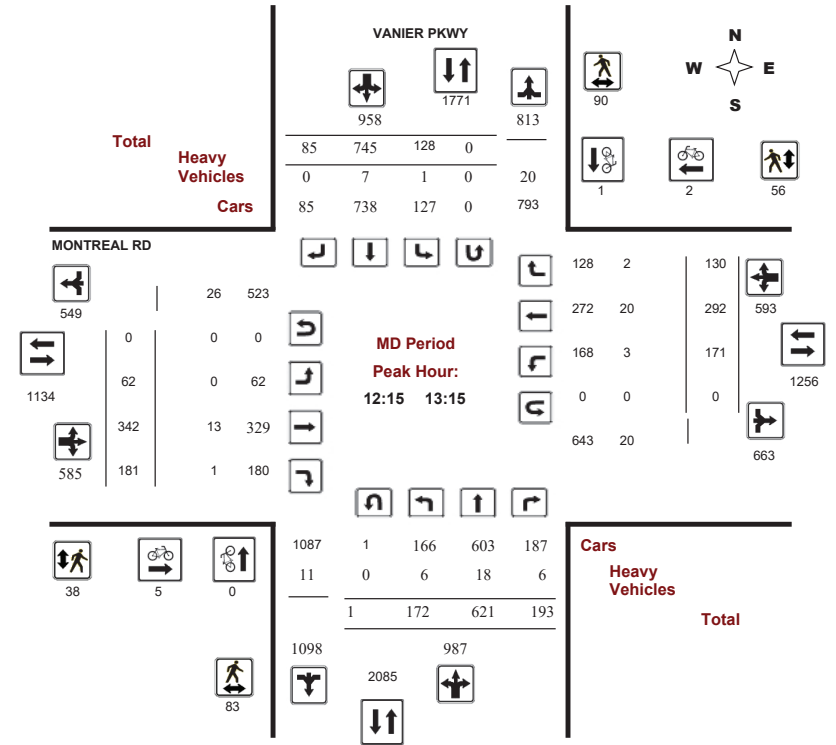 VANIER PKWY
N
W E
S
1771
90
958 813
Total
85 745 128 0
Heavy
Vehicles
0 7 1 0 20
Cars
85 738 127 0 793
1 2 56
MONTREAL RD
549
26 523
128 2 130
593
272 20 292
0 0 0
MD Period
Peak Hour:
12:15 13:15
168 3 171
1134
62 0 62
1256
0 0 0
342 13 329
585
181 1 180
643 20
663
1087 1 166 603 187
Cars
11 0 6 18 6
Heavy
Vehicles
38 5 0
1 172 621 193
Total
1098 987
2085
83